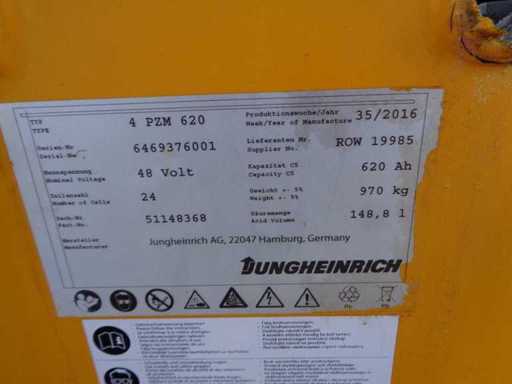 TYP
TYPE
4 PZM 620
Produktionswoche/Jahr
Week/Year of Manufacture
35/2016
Serien-Nr
Serial-No
6469376001
Lieferanten Nr.
Supplier No.
ROW 19985
Nennspannung
Nominal Voltage
48 Volt
Kapazität C5
Capacity C5
620 Ah
Zellenzahl
Number of Cells
24
Gewicht +- 5%
Weight +- 5%
970 kg
Sach-Nr.
Part-No.
51148368
Säuremenge
Acid Volume
148,8 l
Hersteller
Manufacturer
Jungheinrich AG, 22047 Hamburg, Germany
JUNGHEINRICH
Pb